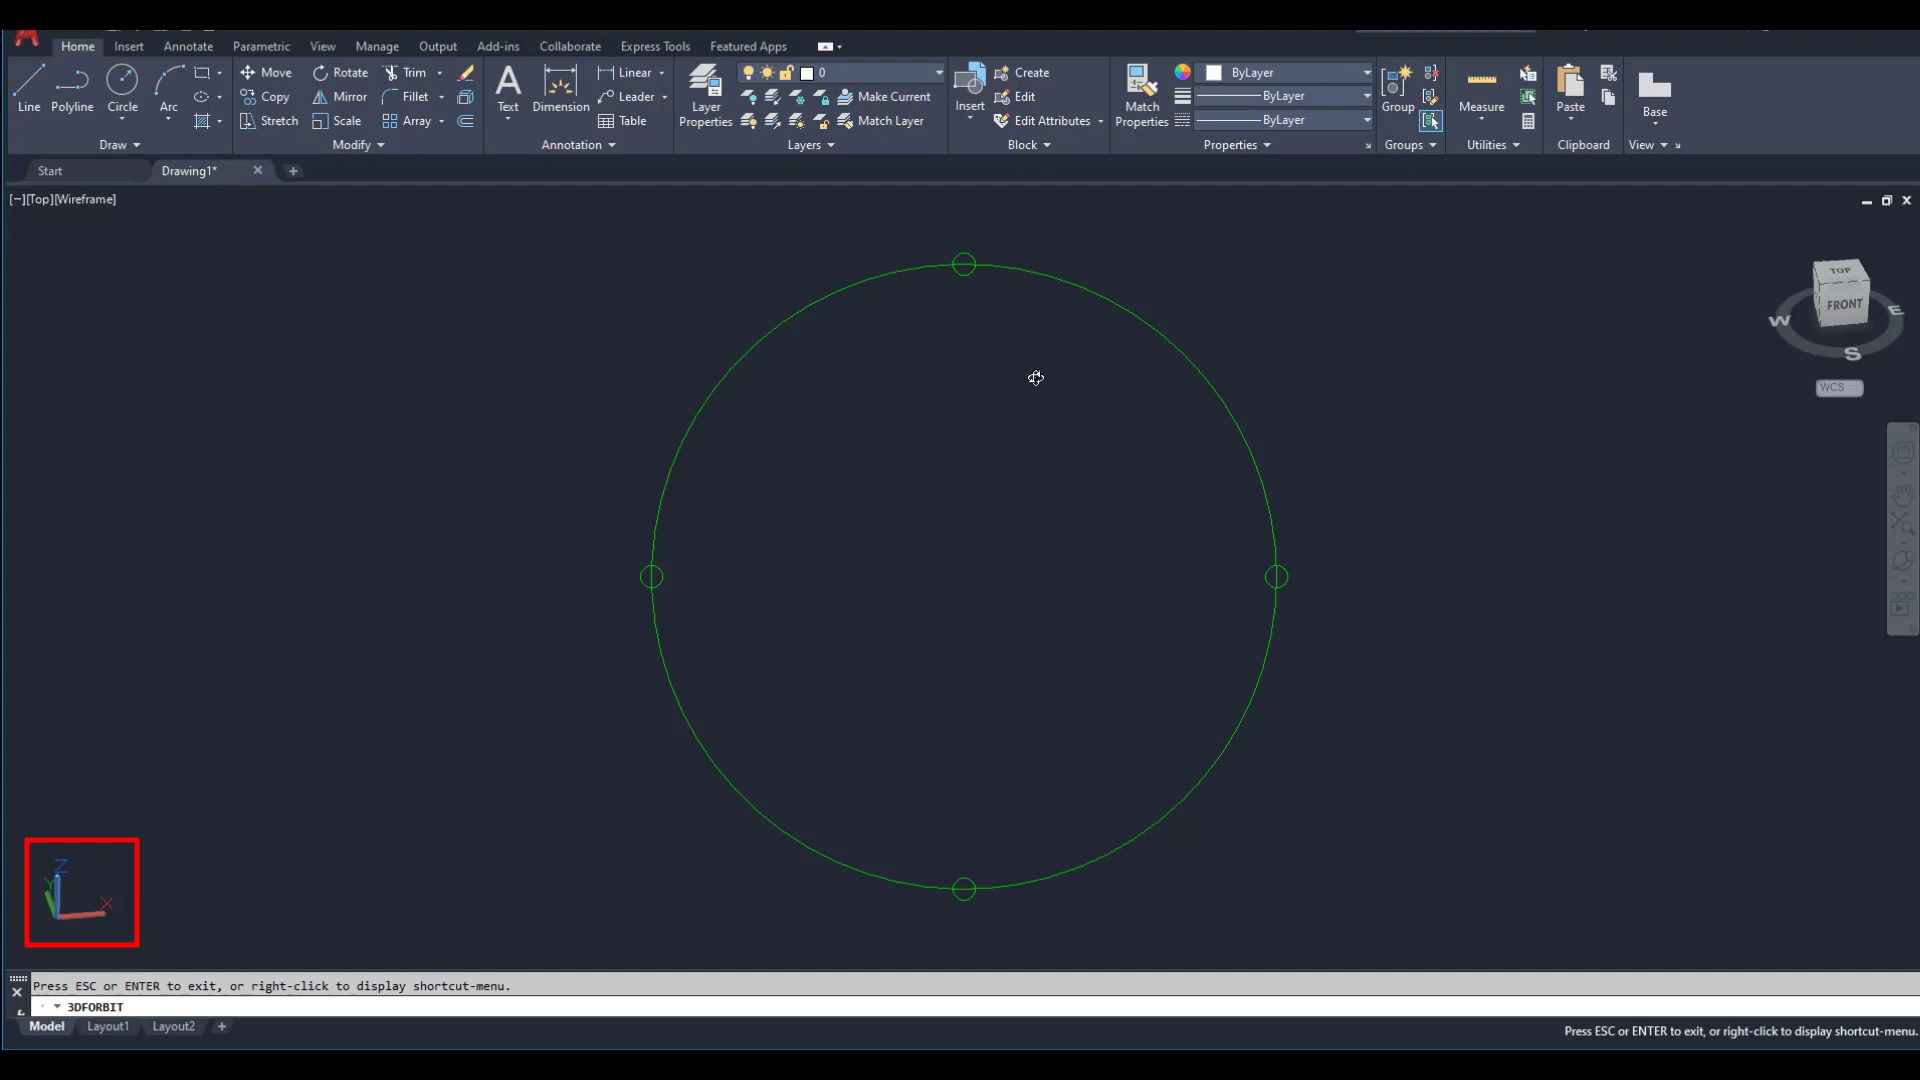 Home Insert Annotate Parametric View Manage Output Add-ins Collaborate Express Tools Featured Apps
Line Polyline Circle Arc
Move Rotate Trim
Copy Mirror Fillet
Stretch Scale Array
Text Dimension
Linear
Leader
Table
Layer Properties
0
Make Current
Match Layer
Insert
Create
Edit
Edit Attributes
Match Properties
ByLayer
ByLayer
ByLayer
Group
Measure
Paste
Base
Draw Modify Annotation Layers Block Properties Groups Utilities Clipboard View
Start Drawing1*
[−][Top][Wireframe]
TOP
FRONT
W E
S
WCS
Z
Y
X
Press ESC or ENTER to exit, or right-click to display shortcut-menu.
3DFORBIT
Model Layout1 Layout2 +
Press ESC or ENTER to exit, or right-click to display shortcut-menu.